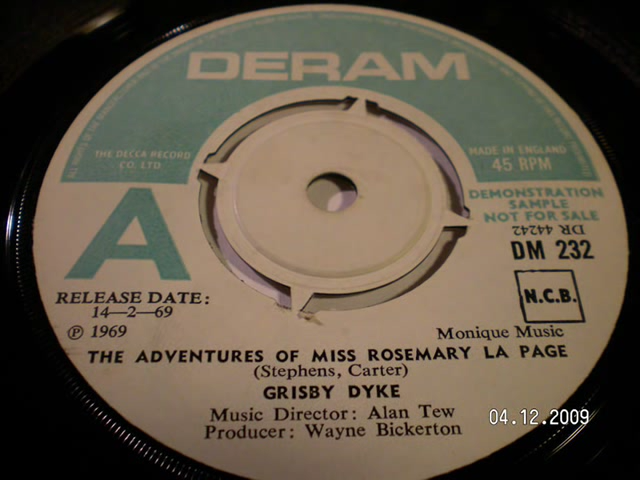 DERAM
THE DECCA RECORD
CO. LTD
MADE IN ENGLAND
45 RPM
A
DEMONSTRATION
SAMPLE
NOT FOR SALE
DR 44242
DM 232
N.C.B.
RELEASE DATE:
14-2-69
℗ 1969
Monique Music
THE ADVENTURES OF MISS ROSEMARY LA PAGE
(Stephens, Carter)
GRISBY DYKE
Music Director: Alan Tew
Producer: Wayne Bickerton
04.12.2009